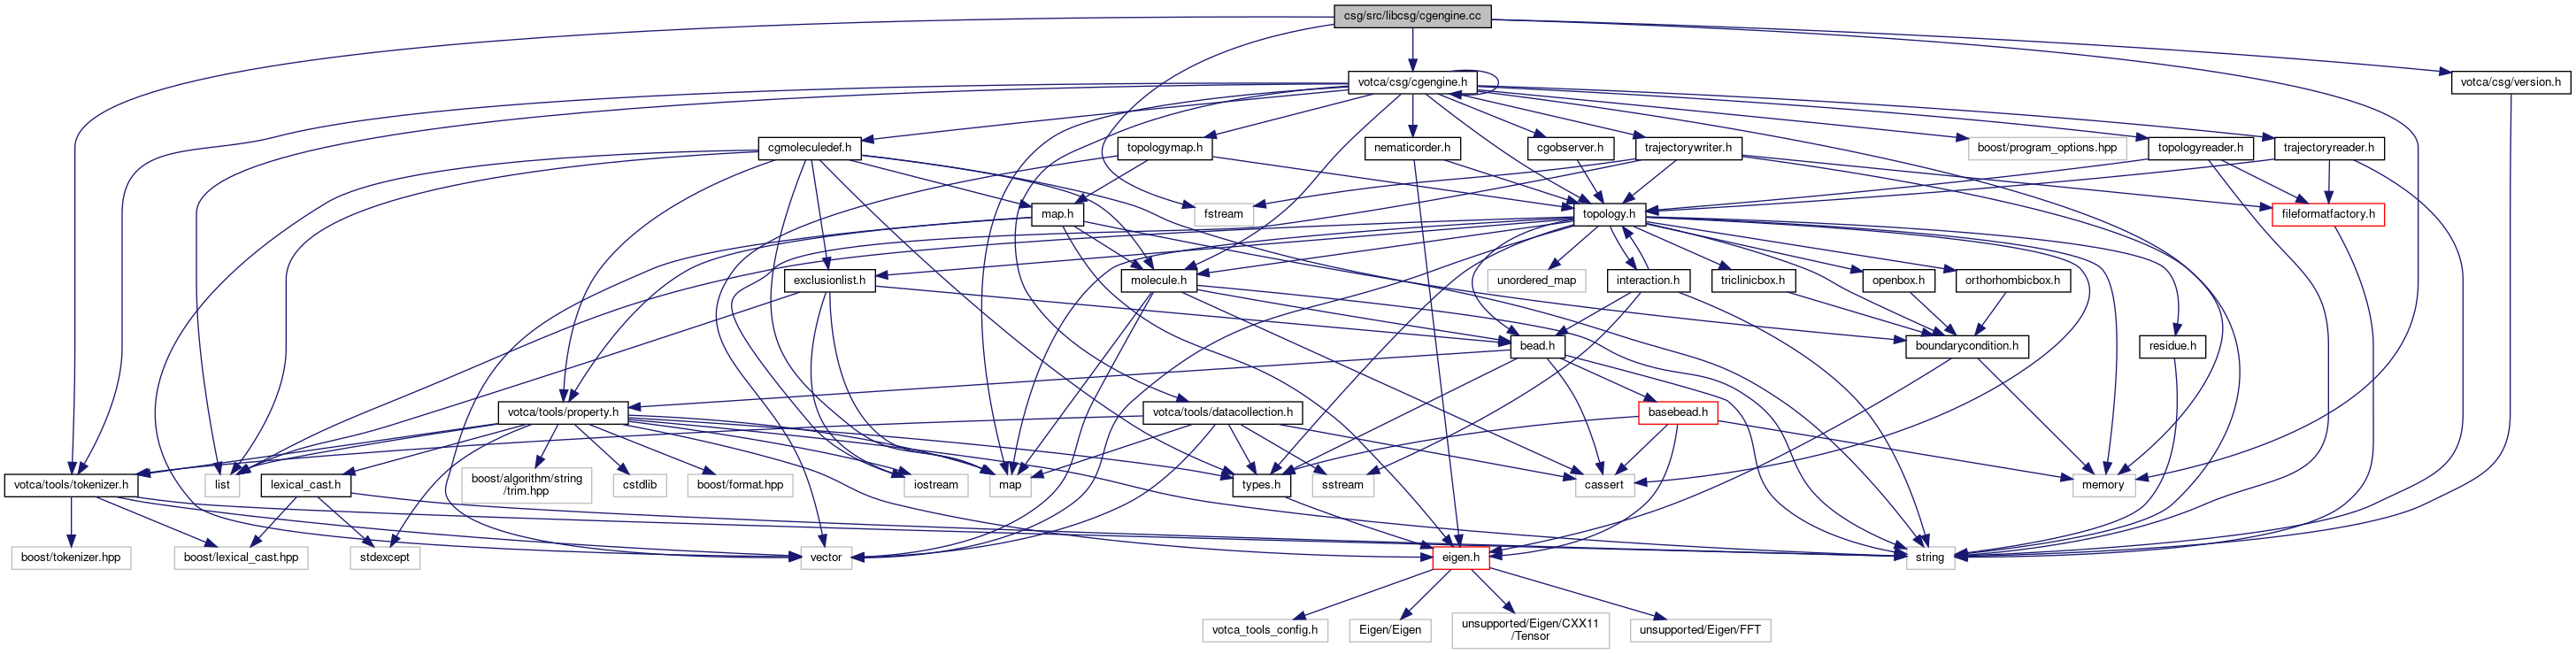 csg/src/libcsg/cgengine.cc
votca/csg/cgengine.h
votca/csg/version.h
cgmoleculedef.h
topologymap.h
nematicorder.h
cgobserver.h
trajectorywriter.h
boost/program_options.hpp
topologyreader.h
trajectoryreader.h
map.h
fstream
topology.h
fileformatfactory.h
exclusionlist.h
molecule.h
unordered_map
interaction.h
triclinicbox.h
openbox.h
orthorhombicbox.h
bead.h
boundarycondition.h
residue.h
votca/tools/property.h
votca/tools/datacollection.h
basebead.h
votca/tools/tokenizer.h
list
lexical_cast.h
boost/algorithm/string
/trim.hpp
cstdlib
boost/format.hpp
iostream
map
types.h
sstream
cassert
memory
boost/tokenizer.hpp
boost/lexical_cast.hpp
stdexcept
vector
eigen.h
string
votca_tools_config.h
Eigen/Eigen
unsupported/Eigen/CXX11
/Tensor
unsupported/Eigen/FFT